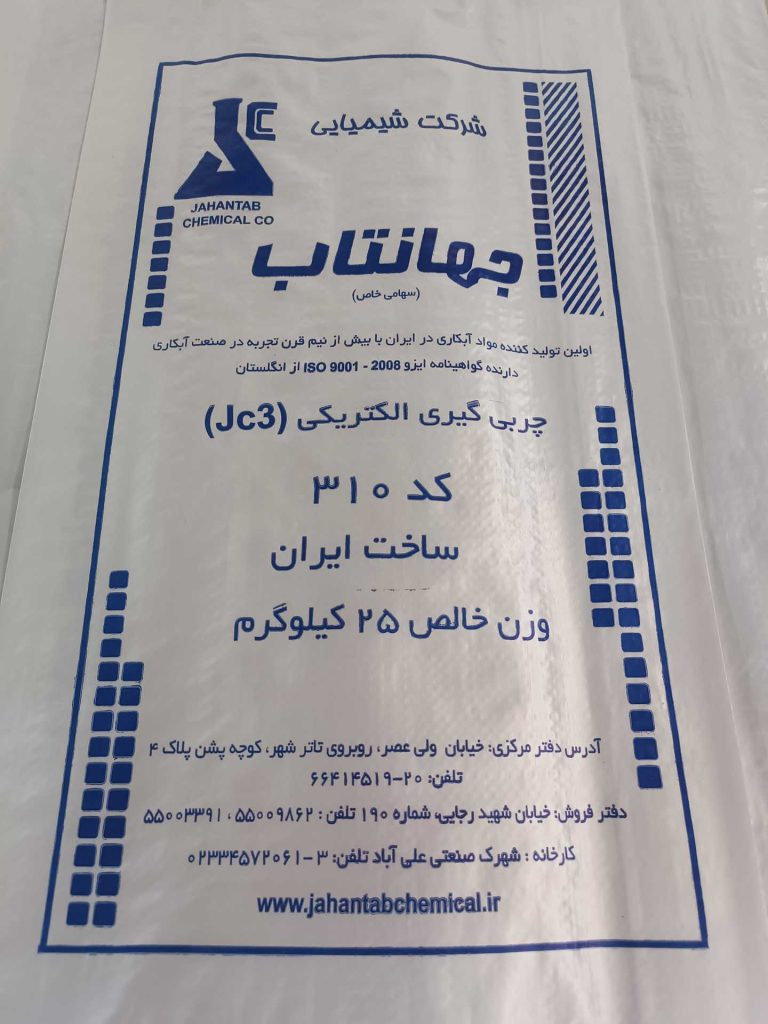 شرکت شیمیایی
JC
JAHANTAB
CHEMICAL CO
جهانتاب
(سهامی خاص)
اولین تولید کننده مواد آبکاری در ایران با بیش از نیم قرن تجربه در صنعت آبکاری
دارنده گواهینامه ایزو ISO 9001 - 2008 از انگلستان
چربی گیری الکتریکی (Jc3)
کد ۳۱۰
ساخت ایران
وزن خالص ۲۵ کیلوگرم
آدرس دفتر مرکزی: خیابان ولی عصر، روبروی تاتر شهر، کوچه پشن پلاک ۴
تلفن: ۲۰-۶۶۴۱۴۵۱۹
دفتر فروش: خیابان شهید رجایی، شماره ۱۹۰ تلفن : ۵۵۰۰۹۸۶۲ ، ۵۵۰۰۳۳۹۱
کارخانه : شهرک صنعتی علی آباد تلفن: ۳-۰۲۳۳۴۵۷۲۰۶۱
www.jahantabchemical.ir